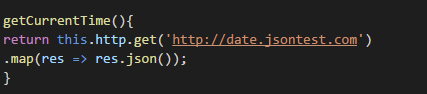 getCurrentTime(){
return this.http.get('http://date.jsontest.com')
.map(res => res.json());
}